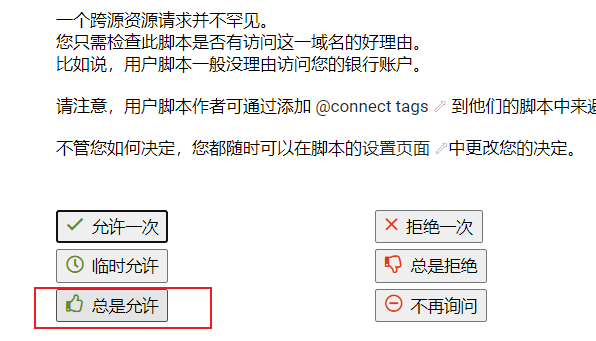 一个跨源资源请求并不罕见。
您只需检查此脚本是否有访问这一域名的好理由。
比如说，用户脚本一般没理由访问您的银行账户。
请注意，用户脚本作者可通过添加 @connect tags 到他们的脚本中来
不管您如何决定，您都随时可以在脚本的设置页面 中更改您的决定。
允许一次
拒绝一次
临时允许
总是拒绝
总是允许
不再询问